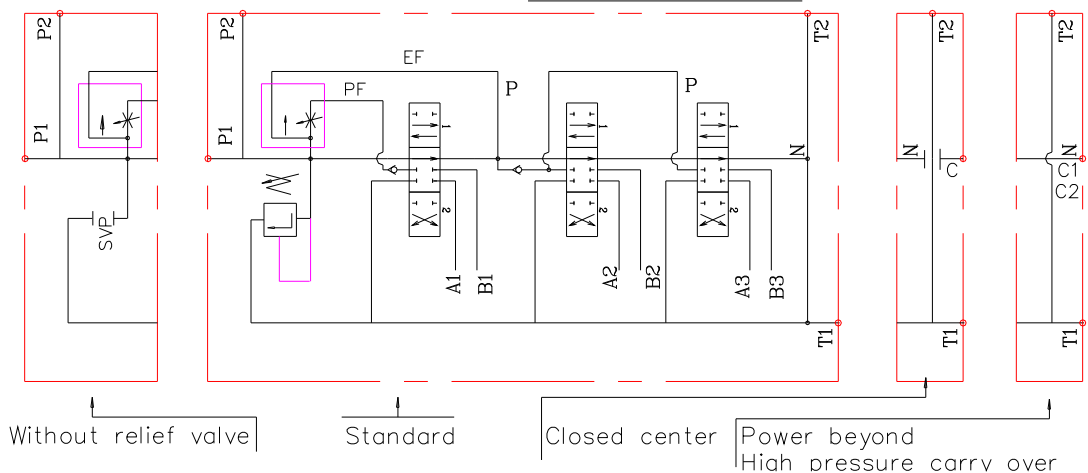 P2
P1
SVP
P2
P1
EF
PF
P
P
1
2
1
2
1
2
A1
B1
A2
B2
A3
B3
N
T2
T1
N
C
T2
T1
N
C1
C2
T2
T1
Without relief valve
Standard
Closed center
Power beyond
High pressure carry over